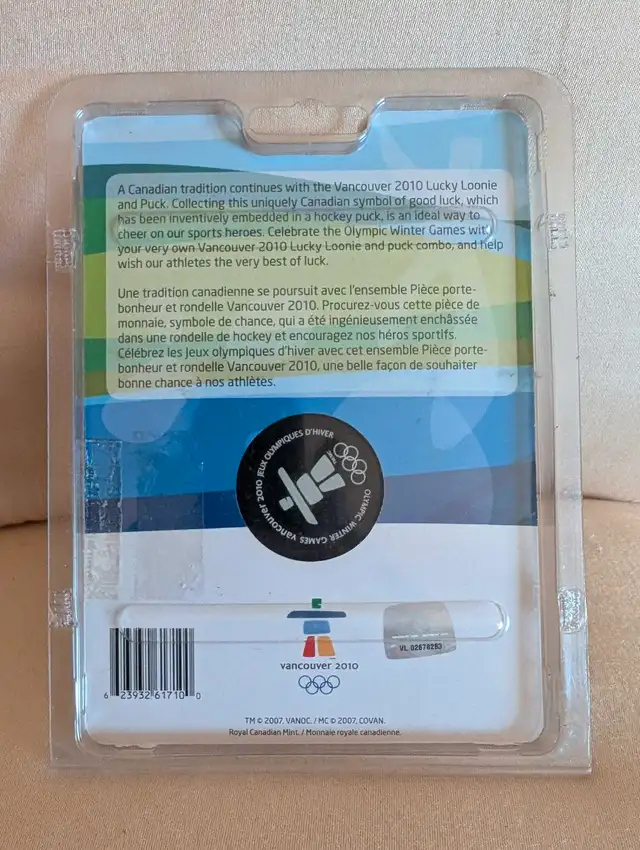 A Canadian tradition continues with the Vancouver 2010 Lucky Loonie
and Puck. Collecting this uniquely Canadian symbol of good luck, which
has been inventively embedded in a hockey puck, is an ideal way to
cheer on our sports heroes. Celebrate the Olympic Winter Games with
your very own Vancouver 2010 Lucky Loonie and puck combo, and help
wish our athletes the very best of luck.
Une tradition canadienne se poursuit avec l'ensemble Pièce porte-
bonheur et rondelle Vancouver 2010. Procurez-vous cette pièce de
monnaie, symbole de chance, qui a été ingénieusement enchâssée
dans une rondelle de hockey et encouragez nos héros sportifs.
Célébrez les Jeux olympiques d'hiver avec cet ensemble Pièce porte-
bonheur et rondelle Vancouver 2010, une belle façon de souhaiter
bonne chance à nos athlètes.
JEUX OLYMPIQUES D'HIVER
OLYMPIC WINTER GAMES
vancouver 2010
VL 02678283
vancouver 2010
6 23932 61710 0
TM © 2007, VANOC. / MC © 2007, COVAN.
Royal Canadian Mint. / Monnaie royale canadienne.